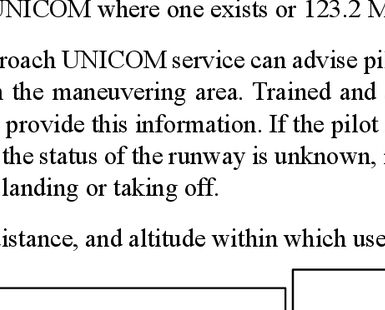 UNICOM where one exists or 123.2 M
roach UNICOM service can advise pi
the maneuvering area. Trained and
provide this information. If the pilot
the status of the runway is unknown,
landing or taking off.
istance, and altitude within which use